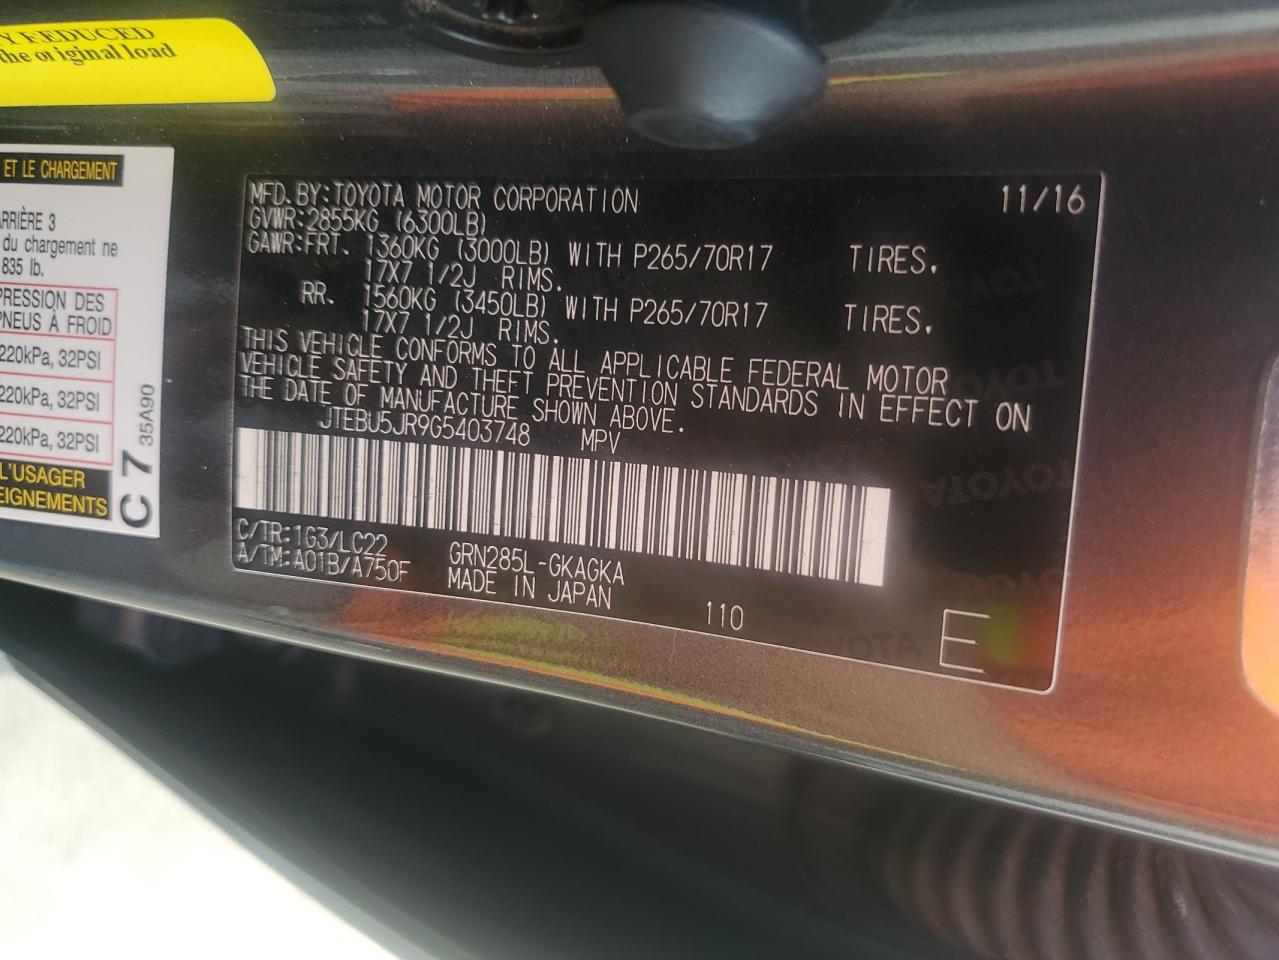 Y REDUCED
the original load
ET LE CHARGEMENT
ARRIÈRE 3
du chargement ne
835 lb.
PRESSION DES
PNEUS À FROID
220kPa, 32PSI
220kPa, 32PSI
220kPa, 32PSI
L'USAGER
EIGNEMENTS
C 7 35A90
MFD.BY:TOYOTA MOTOR CORPORATION 11/16
GVWR:2855KG (6300LB)
GAWR:FRT. 1360KG (3000LB) WITH P265/70R17 TIRES.
17X7 1/2J RIMS.
RR. 1560KG (3450LB) WITH P265/70R17 TIRES.
17X7 1/2J RIMS.
THIS VEHICLE CONFORMS TO ALL APPLICABLE FEDERAL MOTOR
VEHICLE SAFETY AND THEFT PREVENTION STANDARDS IN EFFECT ON
THE DATE OF MANUFACTURE SHOWN ABOVE.
JTEBU5JR9G5403748 MPV
C/TR:1G3/LC22 GRN285L-GKAGKA
A/TM:A01B/A750F MADE IN JAPAN 110 E